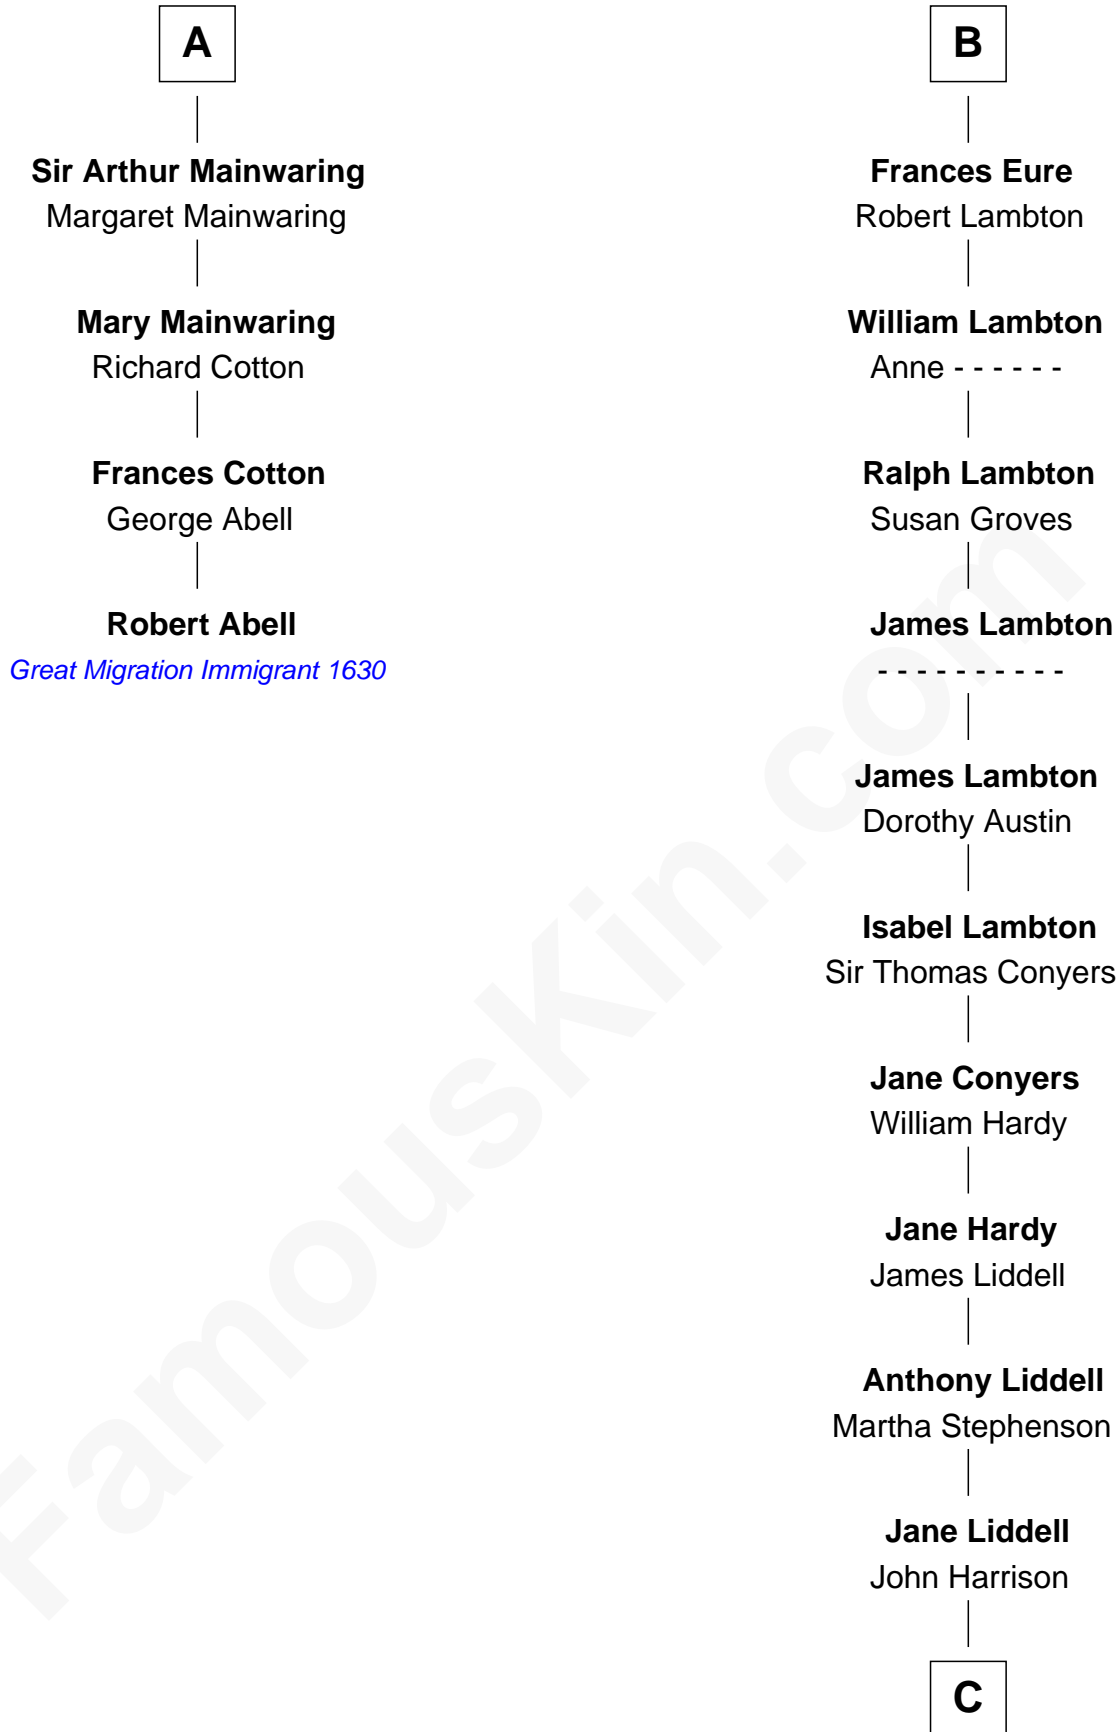 A
Sir Arthur Mainwaring
Margaret Mainwaring
Mary Mainwaring
Richard Cotton
Frances Cotton
George Abell
Robert Abell
Great Migration Immigrant 1630
B
Frances Eure
Robert Lambton
William Lambton
Anne - - - - - -
Ralph Lambton
Susan Groves
James Lambton
- - - - - - - - - -
James Lambton
Dorothy Austin
Isabel Lambton
Sir Thomas Conyers
Jane Conyers
William Hardy
Jane Hardy
James Liddell
Anthony Liddell
Martha Stephenson
Jane Liddell
John Harrison
C
FamousKin.com